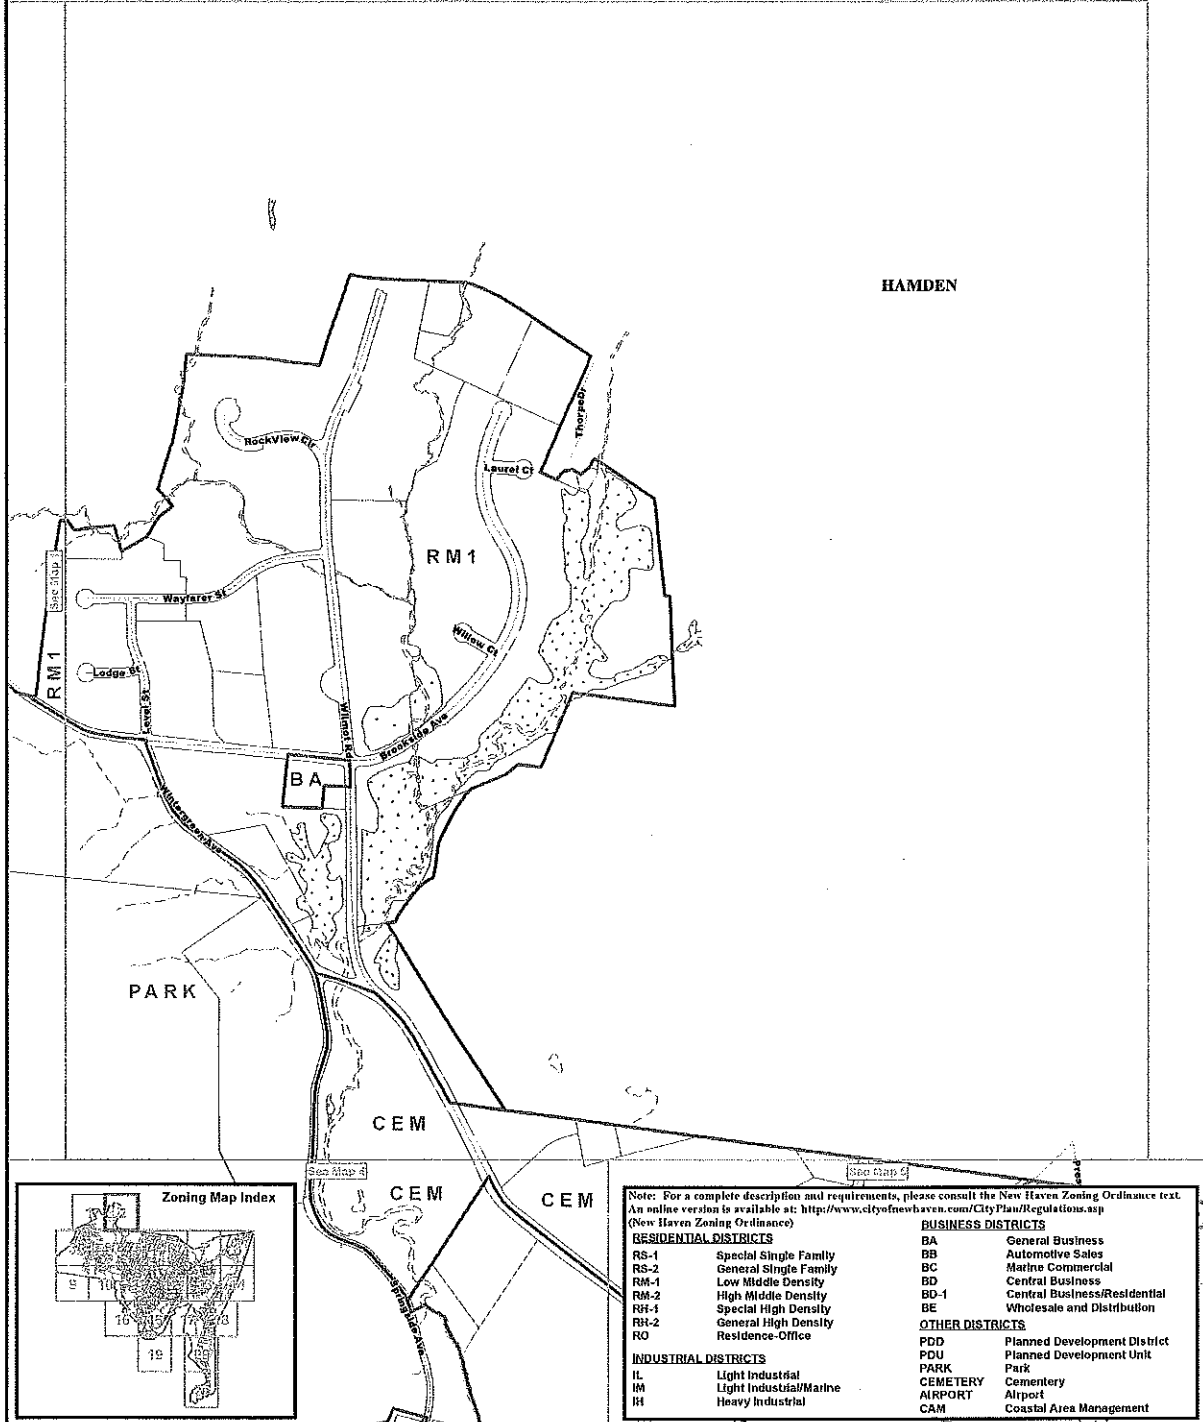 HAMDEN
ThorpeDr
RockView Cir
Laurel Ct
RM1
See Map 1
Wayfarer St
Willow Ct
RM1
Lodge St
Level St
Wilmot Rd
Brookside Ave
BA
Wintergreen Ave
PARK
CEM
See Map 4
See Map 5
CEM
CEM
Springside Ave
Zoning Map Index
9
16
19
Note: For a complete description and requirements, please consult the New Haven Zoning Ordinance text.
An online version is available at: http://www.cityofnewhaven.com/CityPlan/Regulations.asp
(New Haven Zoning Ordinance)
RESIDENTIAL DISTRICTS
RS-1 Special Single Family
RS-2 General Single Family
RM-1 Low Middle Density
RM-2 High Middle Density
RH-1 Special High Density
RH-2 General High Density
RO Residence-Office
INDUSTRIAL DISTRICTS
IL Light Industrial
IM Light Industrial/Marine
IH Heavy Industrial
BUSINESS DISTRICTS
BA General Business
BB Automotive Sales
BC Marine Commercial
BD Central Business
BD-1 Central Business/Residential
BE Wholesale and Distribution
OTHER DISTRICTS
PDD Planned Development District
PDU Planned Development Unit
PARK Park
CEMETERY Cementery
AIRPORT Airport
CAM Coastal Area Management